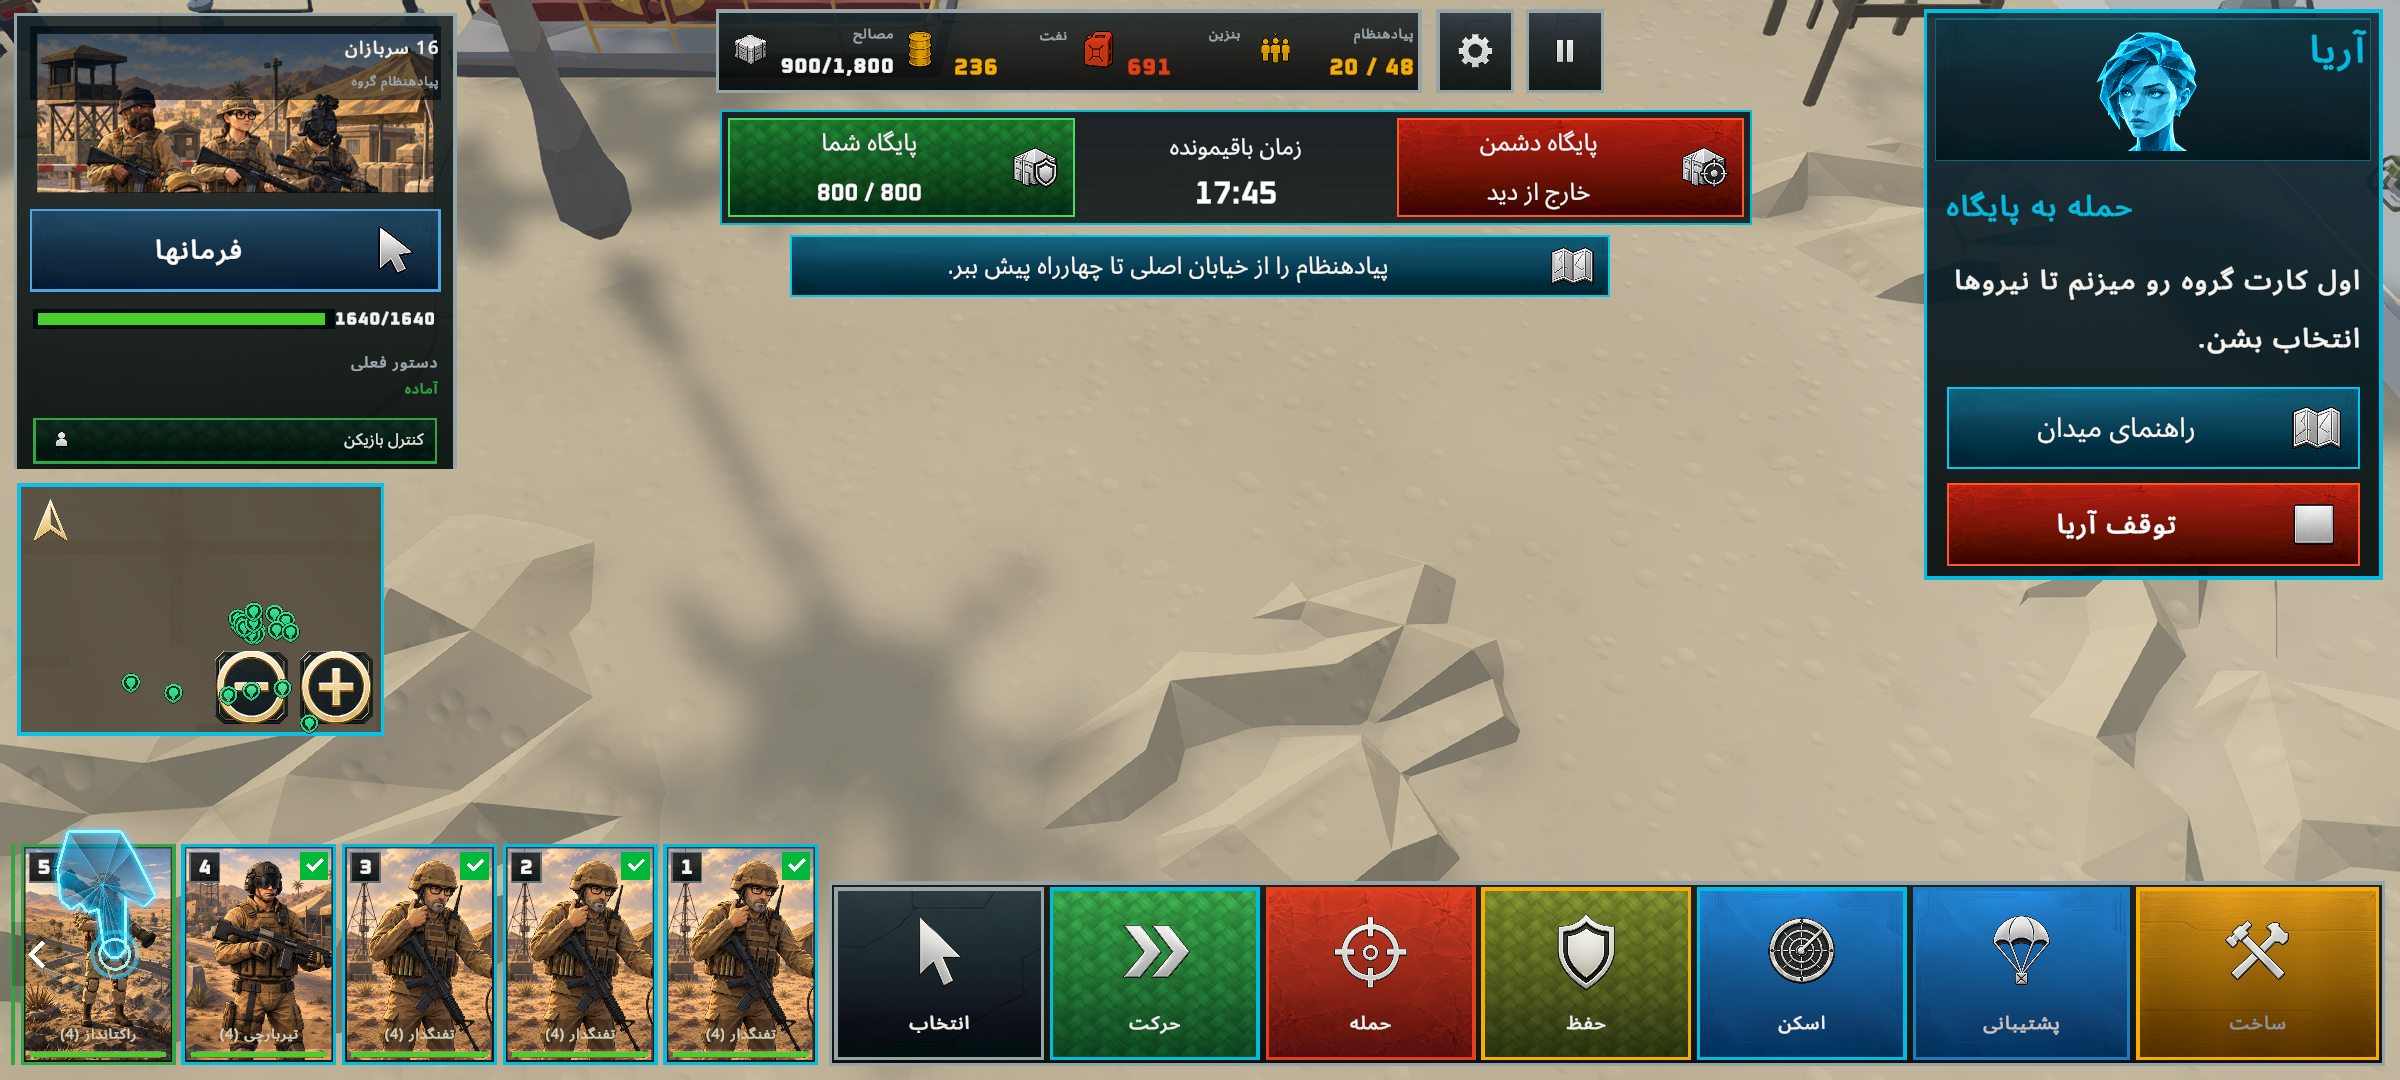 16 سربازان
پیادهنظام گروه
فرمانها
1640/1640
دستور فعلی
آماده
کنترل بازیکن
مصالح
900/1,800
نفت
236
بنزین
691
پیادهنظام
20 / 48
پایگاه شما
800 / 800
زمان باقیمونده
17:45
پایگاه دشمن
خارج از دید
پیادهنظام را از خیابان اصلی تا چهارراه پیش ببر.
آریا
حمله به پایگاه
اول کارت گروه رو میزنم تا نیروها
انتخاب بشن.
راهنمای میدان
توقف آریا
5
راکتانداز (4)
4
تیربارچی (4)
3
تفنگدار (4)
2
تفنگدار (4)
1
تفنگدار (4)
انتخاب
حرکت
حمله
حفظ
اسکن
پشتیبانی
ساخت